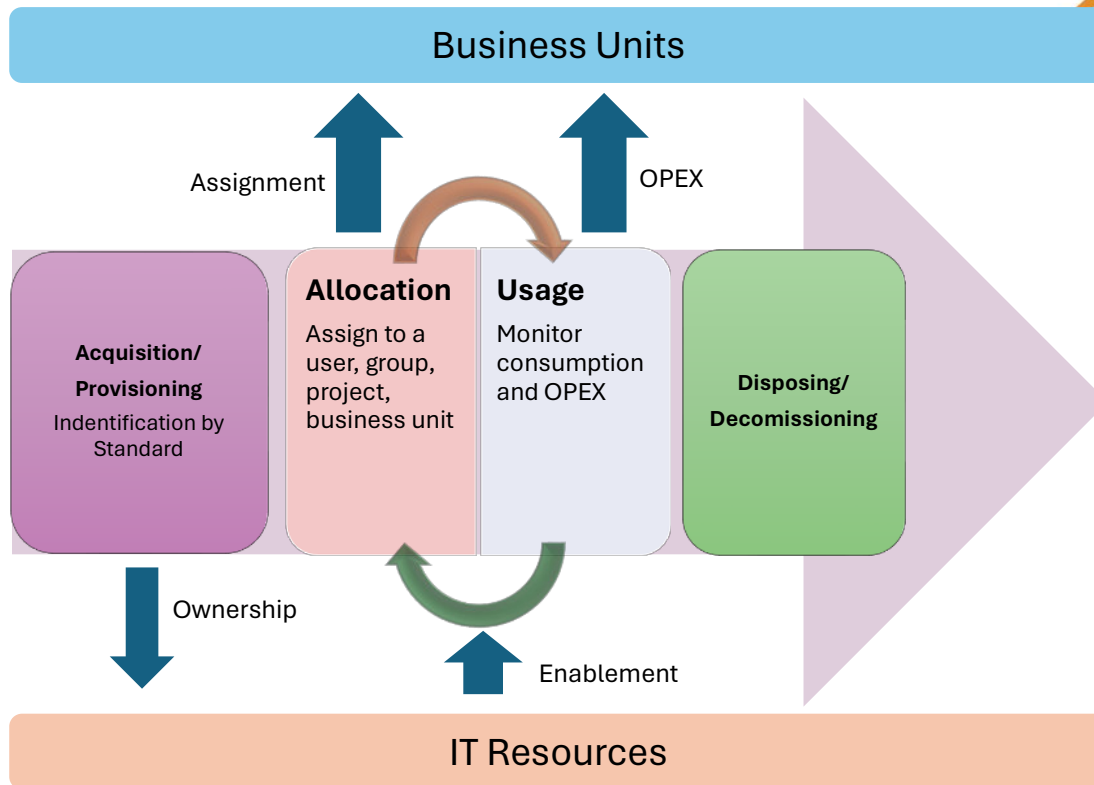 Business Units
Assignment
OPEX
Acquisition/
Provisioning
Indentification by
Standard
Allocation
Assign to a
user, group,
project,
business unit
Usage
Monitor
consumption
and OPEX
Disposing/
Decomissioning
Ownership
Enablement
IT Resources